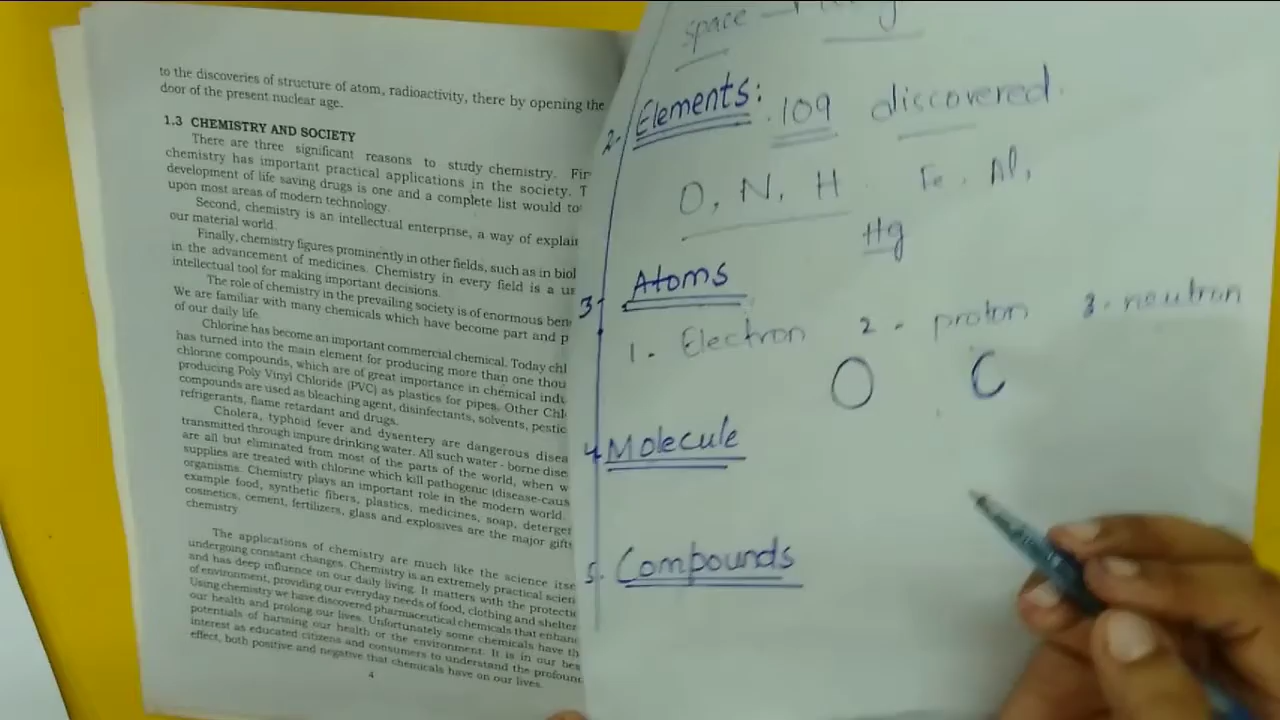 to the discoveries of structure of atom, radioactivity, there by opening the
door of the present nuclear age.
1.3 CHEMISTRY AND SOCIETY
There are three significant reasons to study chemistry.
chemistry has important practical applications in the society.
development of life saving drugs is one and a complete list would
upon most areas of modern technology.
Second, chemistry is an intellectual enterprise, a way of
our material world.
Finally, chemistry figures prominently in other fields, such as in
in the advancement of medicines. Chemistry in every field is a
intellectual tool for making important decisions.
The role of chemistry in the prevailing society is of enormous
We are familiar with many chemicals which have become part and
of our daily life.
Chlorine has become an important commercial chemical. Today
has turned into the main element for producing more than one
chlorine compounds, which are of great importance in chemical
producing Poly Vinyl Chloride (PVC) as plastics for pipes. Other
compounds are used as bleaching agent, disinfectants, solvents,
refrigerants, flame retardant and drugs.
Cholera, typhoid fever and dysentery are dangerous
transmitted through impure drinking water. All such water - borne
are all but eliminated from most of the parts of the world, when
supplies are treated with chlorine which kill pathogenic
organisms. Chemistry plays an important role in the modern world.
example food, synthetic fibers, plastics, medicines, soap,
cosmetics, cement, fertilizers, glass and explosives are the major
chemistry
The applications of chemistry are much like the science
undergoing constant changes. Chemistry is an extremely practical
and has deep influence on our daily living. It matters with the
of environment, providing our everyday needs of food, clothing and
Using chemistry we have discovered pharmaceutical chemicals that
our health and prolong our lives. Unfortunately some chemicals have
potentials of harming our health or the environment. It is in our
interest as educated citizens and consumers to understand the
effect, both positive and negative that chemicals have on our lives.
4
space
2. Elements: 109 discovered.
O, N, H Fe, Al,
Hg
3. Atoms
1. Electron 2. proton 3. neutron
O C
4. Molecule
5. Compounds